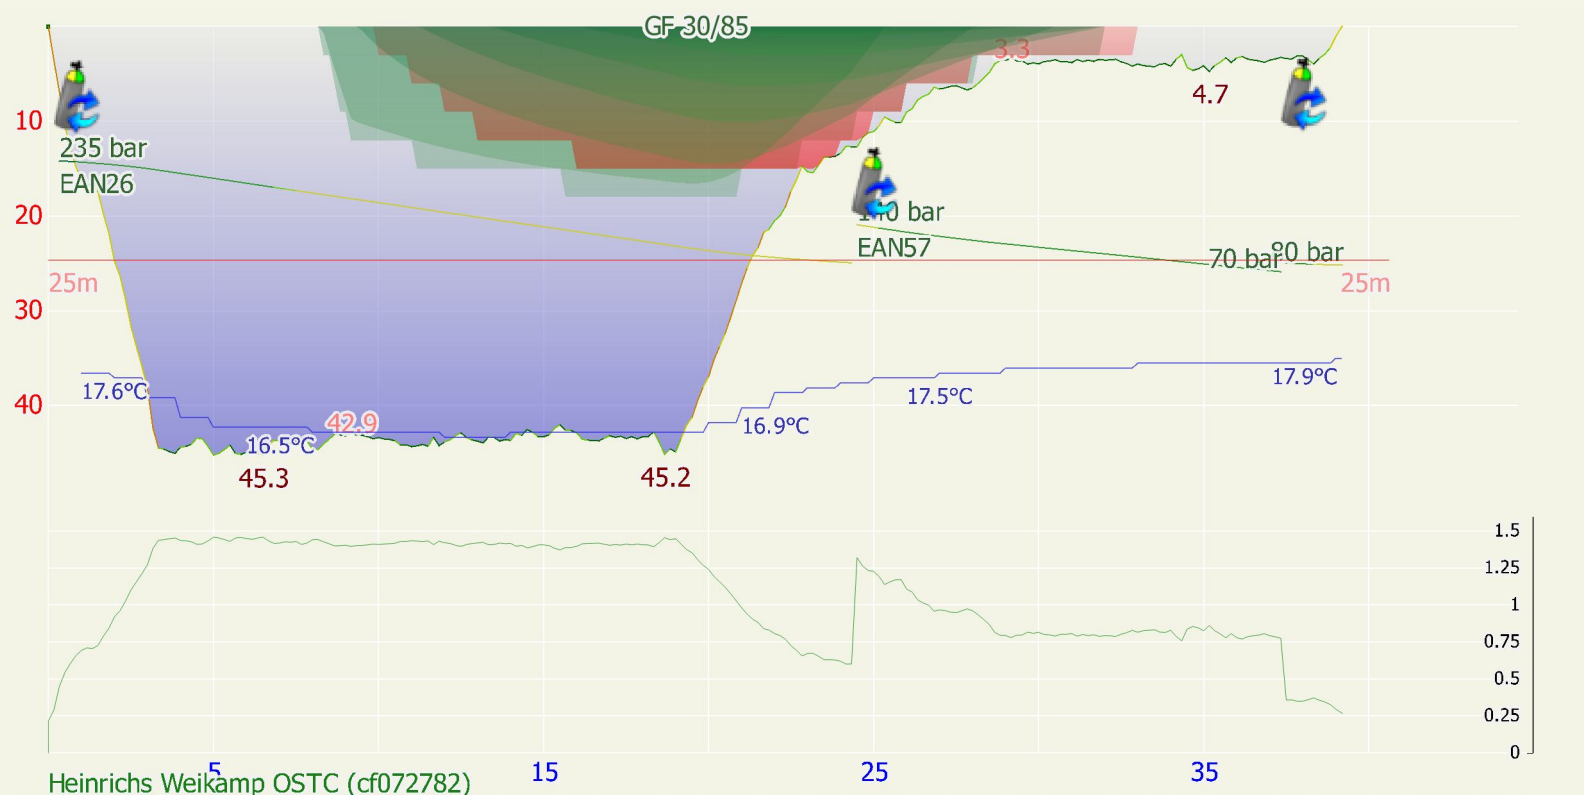 GF 30/85
3.3
4.7
10
235 bar
EAN26
20
140 bar
EAN57
70 bar
80 bar
25m
25m
30
17.6°C
17.5°C
17.9°C
40
42.9
16.5°C
16.9°C
45.3
45.2
1.5
1.25
1
0.75
0.5
0.25
0
5
15
25
35
Heinrichs Weikamp OSTC (cf072782)